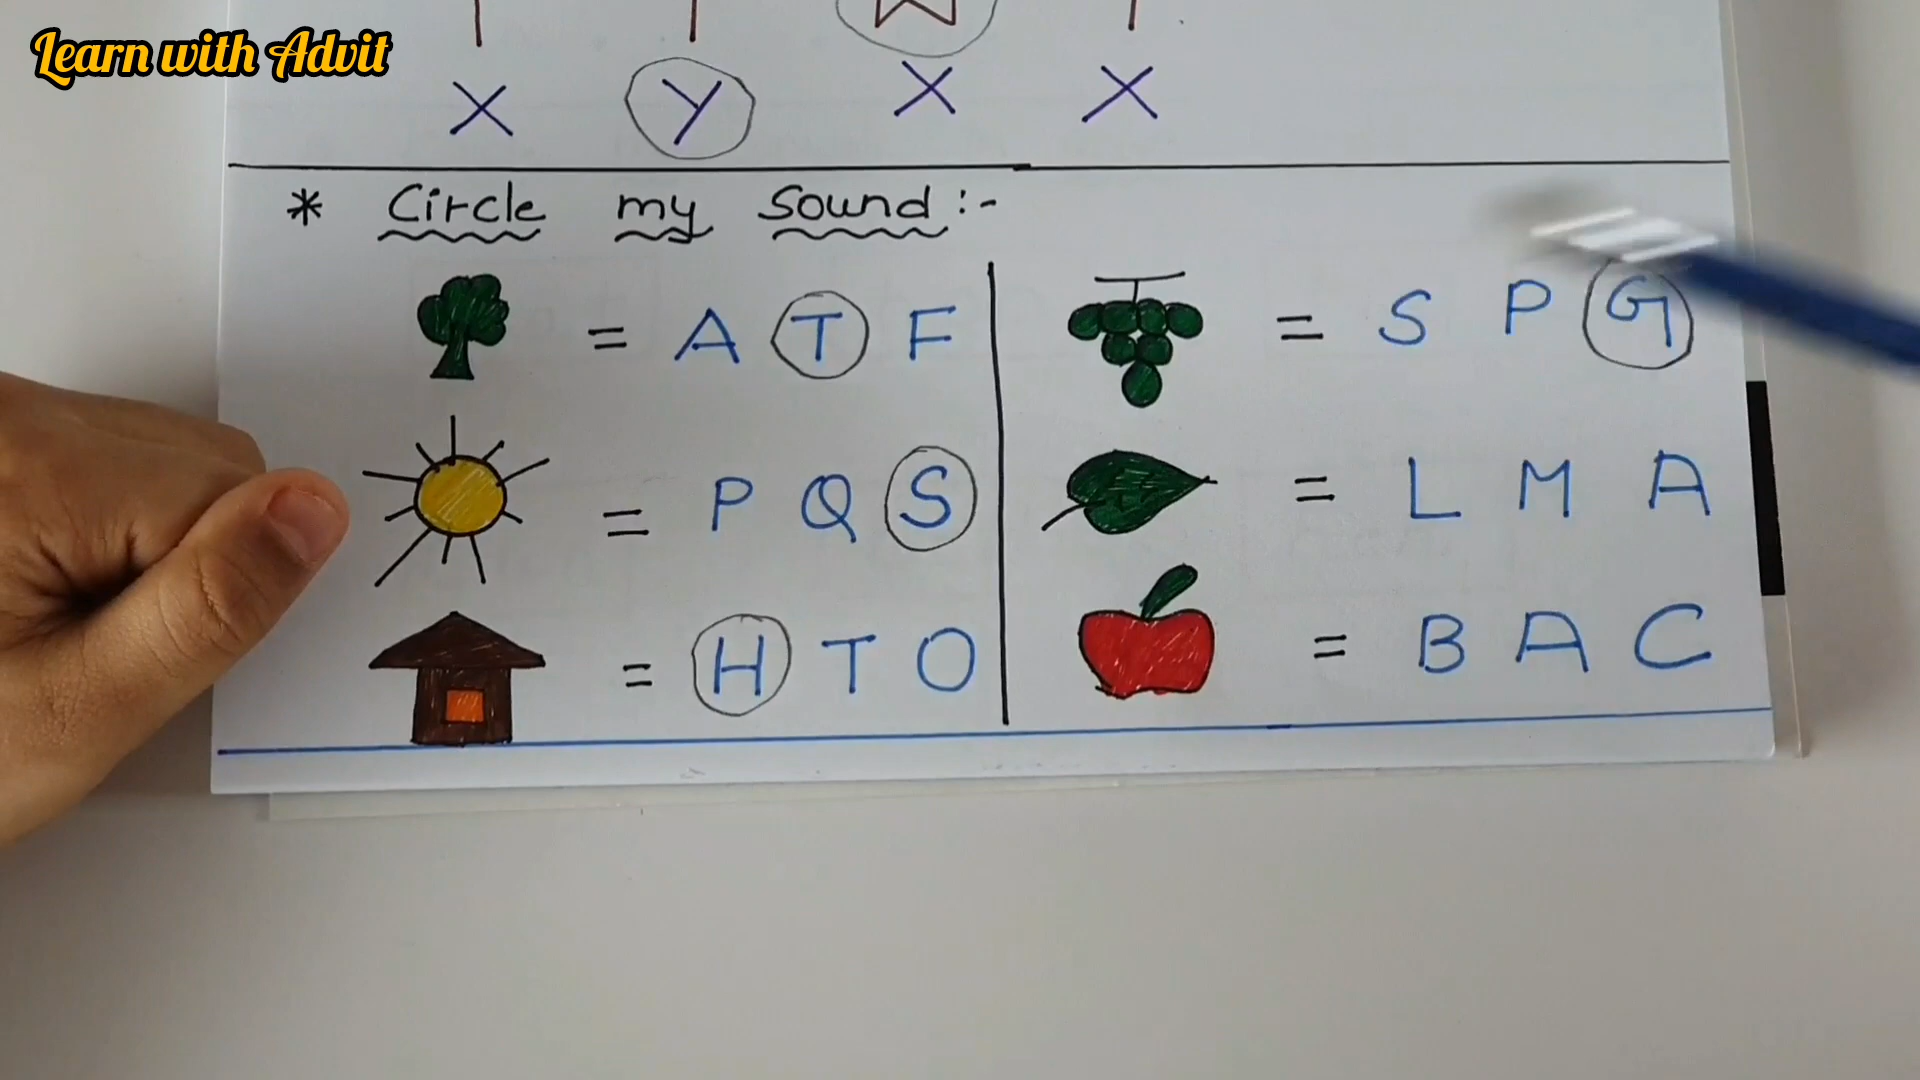 Learn with Advit
X Y X X
* Circle my Sound :-
= A T F
= P Q S
= H T O
= S P G
= L M A
= B A C